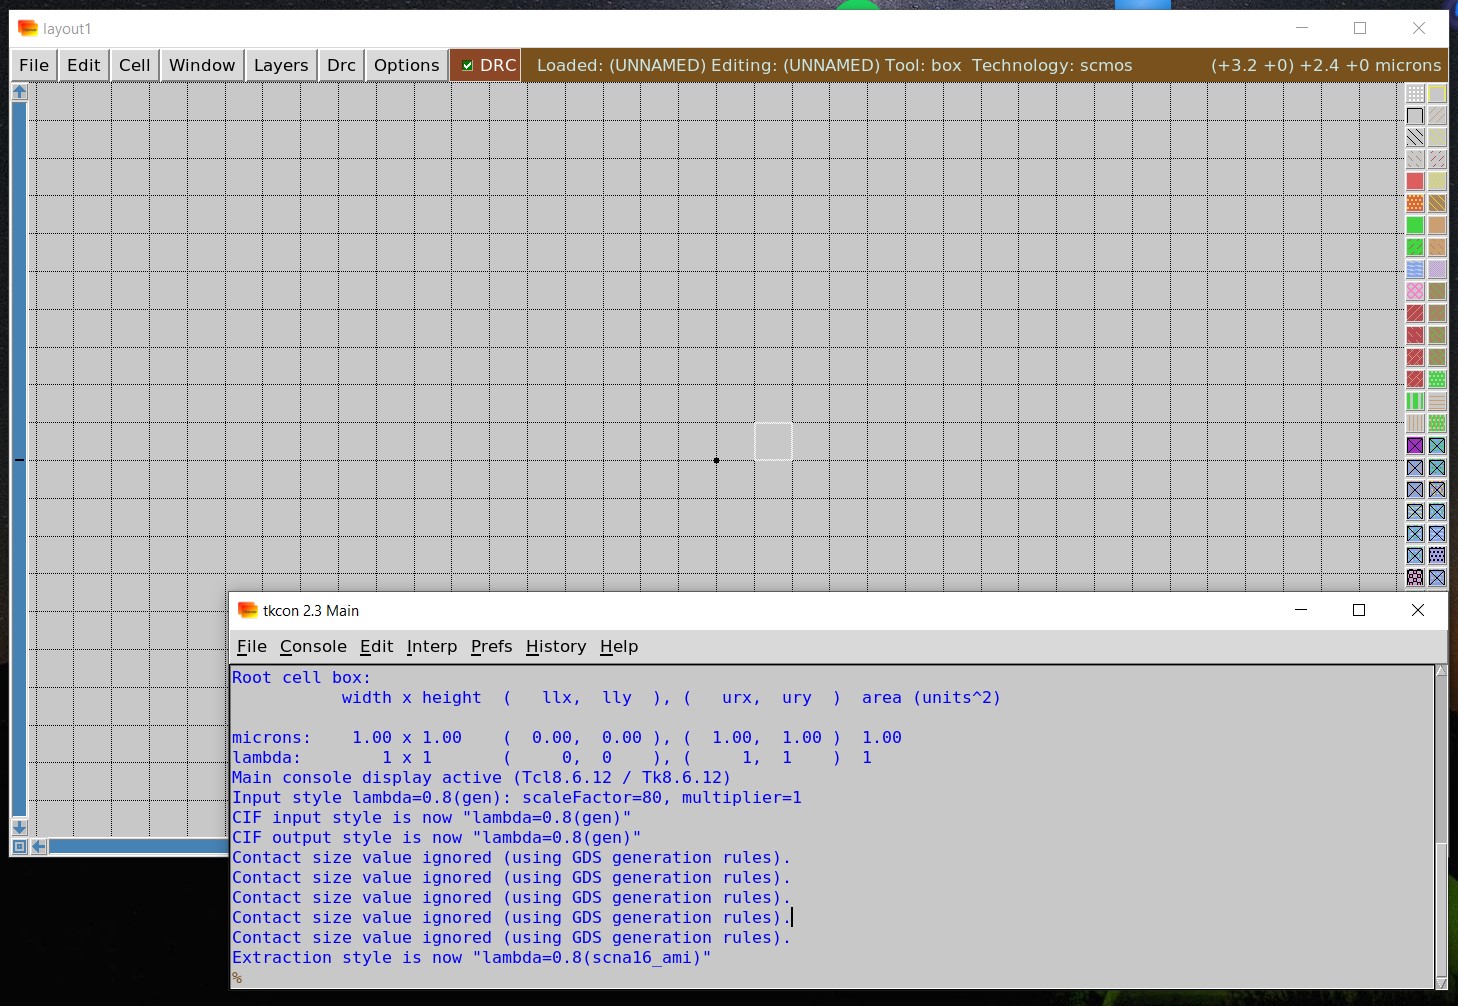 layout1
File Edit Cell Window Layers Drc Options DRC Loaded: (UNNAMED) Editing: (UNNAMED) Tool: box Technology: scmos (+3.2 +0) +2.4 +0 microns
tkcon 2.3 Main
File Console Edit Interp Prefs History Help
Root cell box:
width x height ( llx, lly ), ( urx, ury ) area (units^2)
microns: 1.00 x 1.00 ( 0.00, 0.00 ), ( 1.00, 1.00 ) 1.00
lambda: 1 x 1 ( 0, 0 ), ( 1, 1 ) 1
Main console display active (Tcl8.6.12 / Tk8.6.12)
Input style lambda=0.8(gen): scaleFactor=80, multiplier=1
CIF input style is now "lambda=0.8(gen)"
CIF output style is now "lambda=0.8(gen)"
Contact size value ignored (using GDS generation rules).
Contact size value ignored (using GDS generation rules).
Contact size value ignored (using GDS generation rules).
Contact size value ignored (using GDS generation rules).
Contact size value ignored (using GDS generation rules).
Extraction style is now "lambda=0.8(scna16_ami)"
%